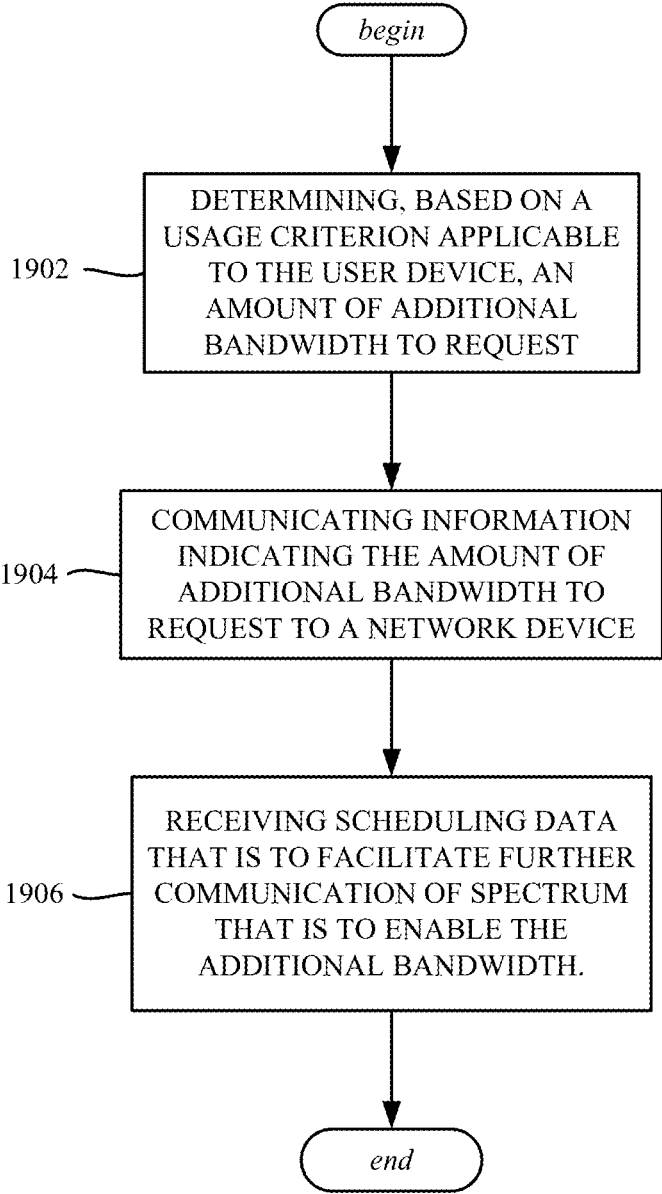 begin
DETERMINING, BASED ON A
USAGE CRITERION APPLICABLE
1902
TO THE USER DEVICE, AN
AMOUNT OF ADDITIONAL
BANDWIDTH TO REQUEST
COMMUNICATING INFORMATION
INDICATING THE AMOUNT OF
1904
ADDITIONAL BANDWIDTH TO
REQUEST TO A NETWORK DEVICE
RECEIVING SCHEDULING DATA
THAT IS TO FACILITATE FURTHER
1906
COMMUNICATION OF SPECTRUM
THAT IS TO ENABLE THE
ADDITIONAL BANDWIDTH.
end